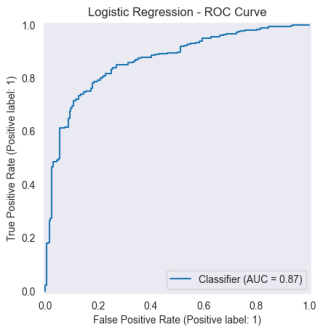 Logistic Regression - ROC Curve
1.0
0.8
0.6
0.4
0.2
0.0
True Positive Rate (Positive label: 1)
Classifier (AUC = 0.87)
0.0 0.2 0.4 0.6 0.8 1.0
False Positive Rate (Positive label: 1)